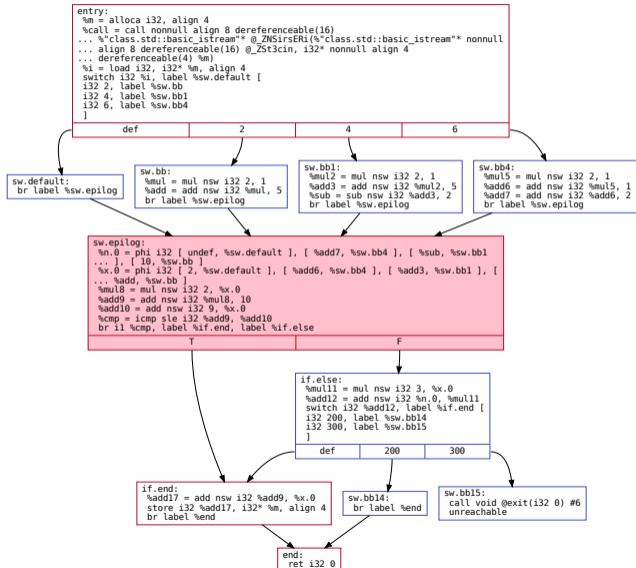 entry:
%m = alloca i32, align 4
%call = call nonnull align 8 dereferenceable(16)
... %"class.std::basic_istream"* @_ZNSirsERi(%"class.std::basic_istream"* nonnull
... align 8 dereferenceable(16) @_ZSt3cin, i32* nonnull align 4
... dereferenceable(4) %m)
%i = load i32, i32* %m, align 4
switch i32 %i, label %sw.default [
i32 2, label %sw.bb
i32 4, label %sw.bb1
i32 6, label %sw.bb4
]
def 2 4 6
sw.default:
br label %sw.epilog
sw.bb:
%mul = mul nsw i32 2, 1
%add = add nsw i32 %mul, 5
br label %sw.epilog
sw.bb1:
%mul2 = mul nsw i32 2, 1
%add3 = add nsw i32 %mul2, 5
%sub = sub nsw i32 %add3, 2
br label %sw.epilog
sw.bb4:
%mul5 = mul nsw i32 2, 1
%add6 = add nsw i32 %mul5, 1
%add7 = add nsw i32 %add6, 2
br label %sw.epilog
sw.epilog:
%n.0 = phi i32 [ undef, %sw.default ], [ %add7, %sw.bb4 ], [ %sub, %sw.bb1
... ], [ 10, %sw.bb ]
%x.0 = phi i32 [ 2, %sw.default ], [ %add6, %sw.bb4 ], [ %add3, %sw.bb1 ], [
... %add, %sw.bb ]
%mul8 = mul nsw i32 2, %x.0
%add9 = add nsw i32 %mul8, 10
%add10 = add nsw i32 9, %x.0
%cmp = icmp sle i32 %add9, %add10
br i1 %cmp, label %if.end, label %if.else
T F
if.else:
%mul11 = mul nsw i32 3, %x.0
%add12 = add nsw i32 %n.0, %mul11
switch i32 %add12, label %if.end [
i32 200, label %sw.bb14
i32 300, label %sw.bb15
]
def 200 300
if.end:
%add17 = add nsw i32 %add9, %x.0
store i32 %add17, i32* %m, align 4
br label %end
sw.bb14:
br label %end
sw.bb15:
call void @exit(i32 0) #6
unreachable
end:
ret i32 0